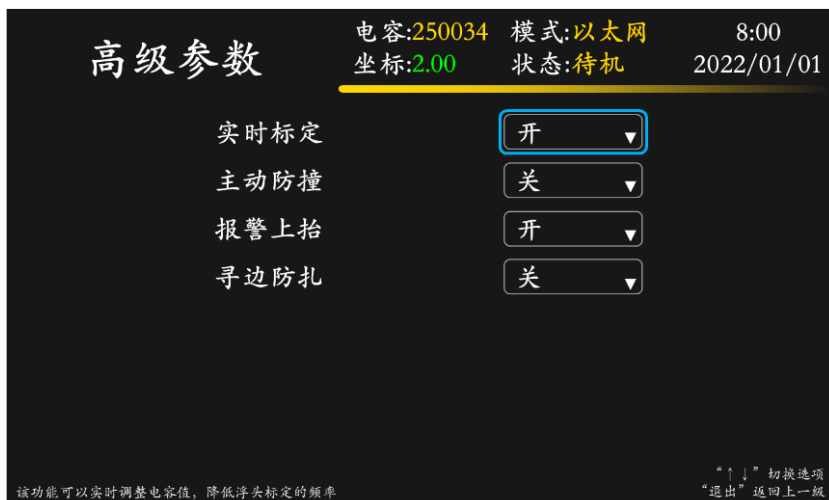 高级参数
电容:250034 模式:以太网 8:00
坐标:2.00 状态:待机 2022/01/01
实时标定 开
主动防撞 关
报警上抬 开
寻边防扎 关
“↑↓”切换选项
该功能可以实时调整电容值，降低浮头标定的频率 “退出”返回上一级